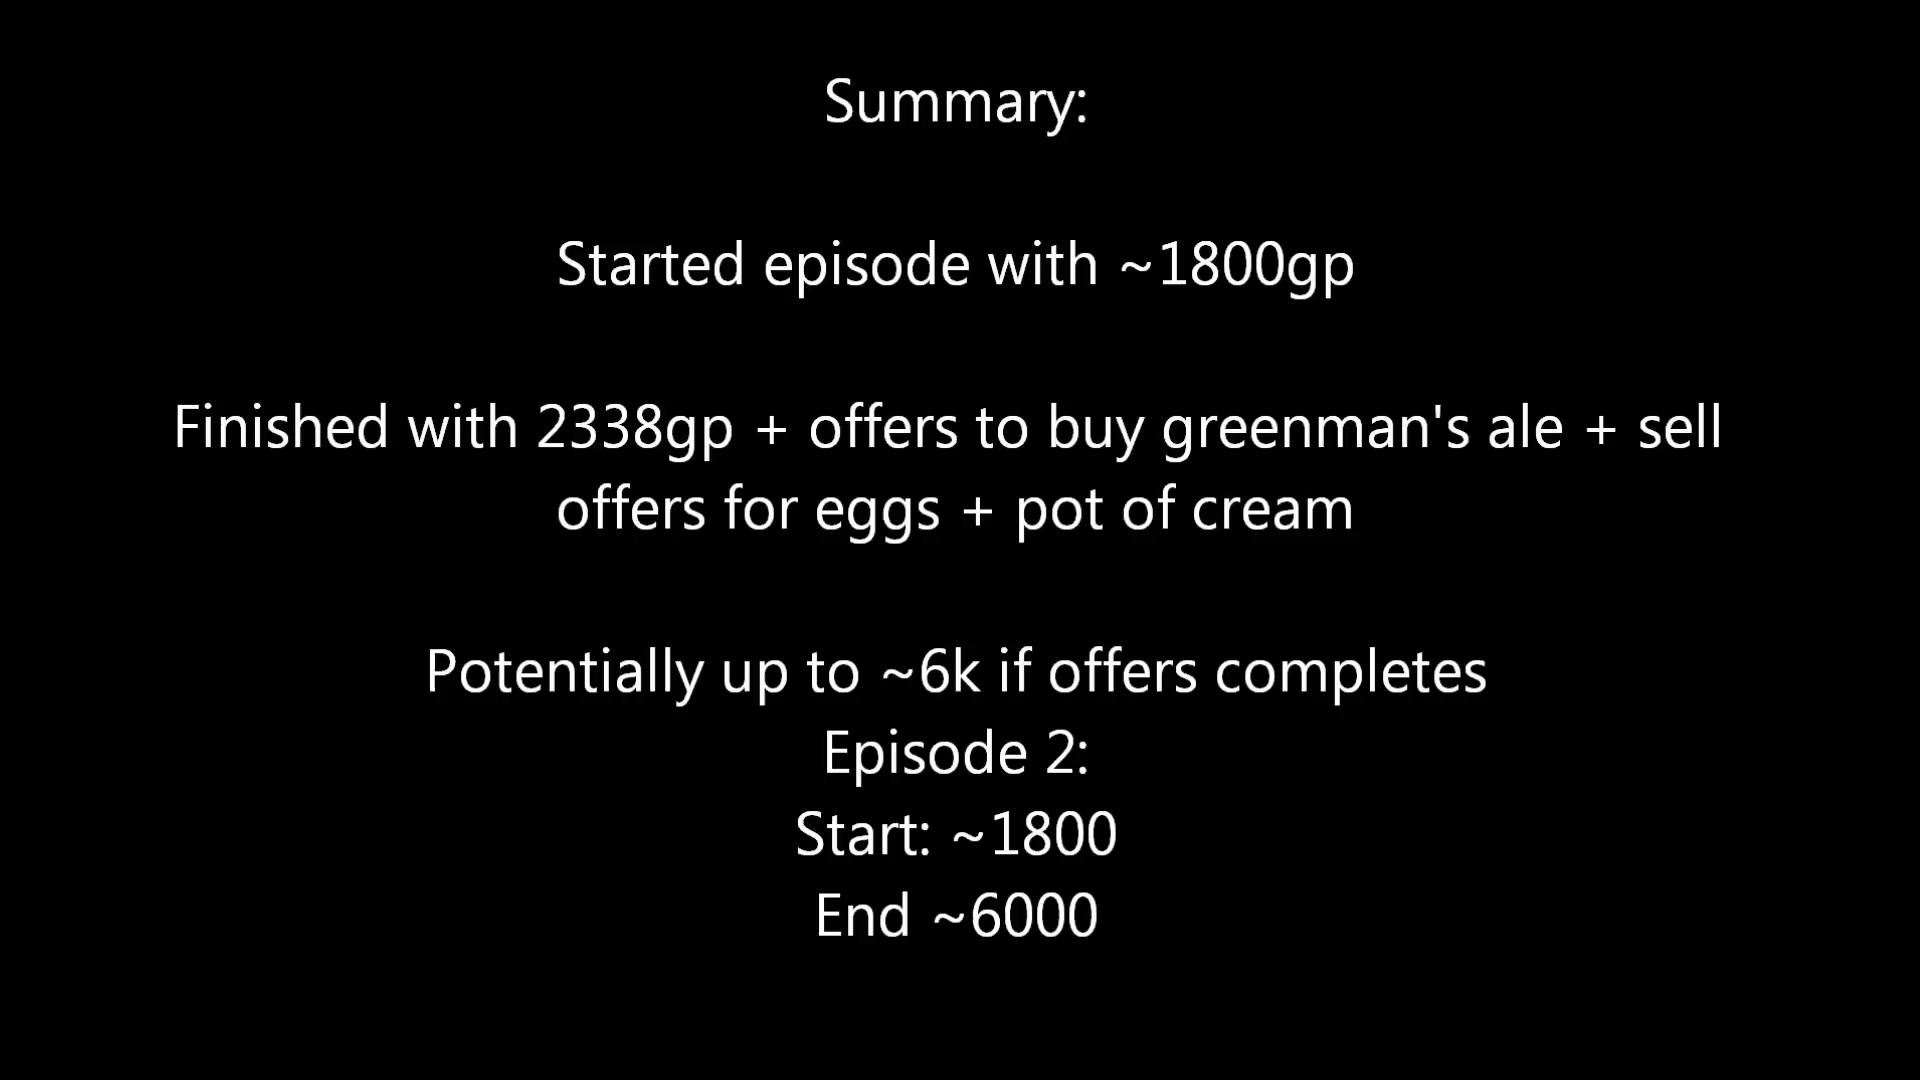 Summary:
Started episode with ~1800gp
Finished with 2338gp + offers to buy greenman's ale + sell
offers for eggs + pot of cream
Potentially up to ~6k if offers completes
Episode 2:
Start: ~1800
End ~6000